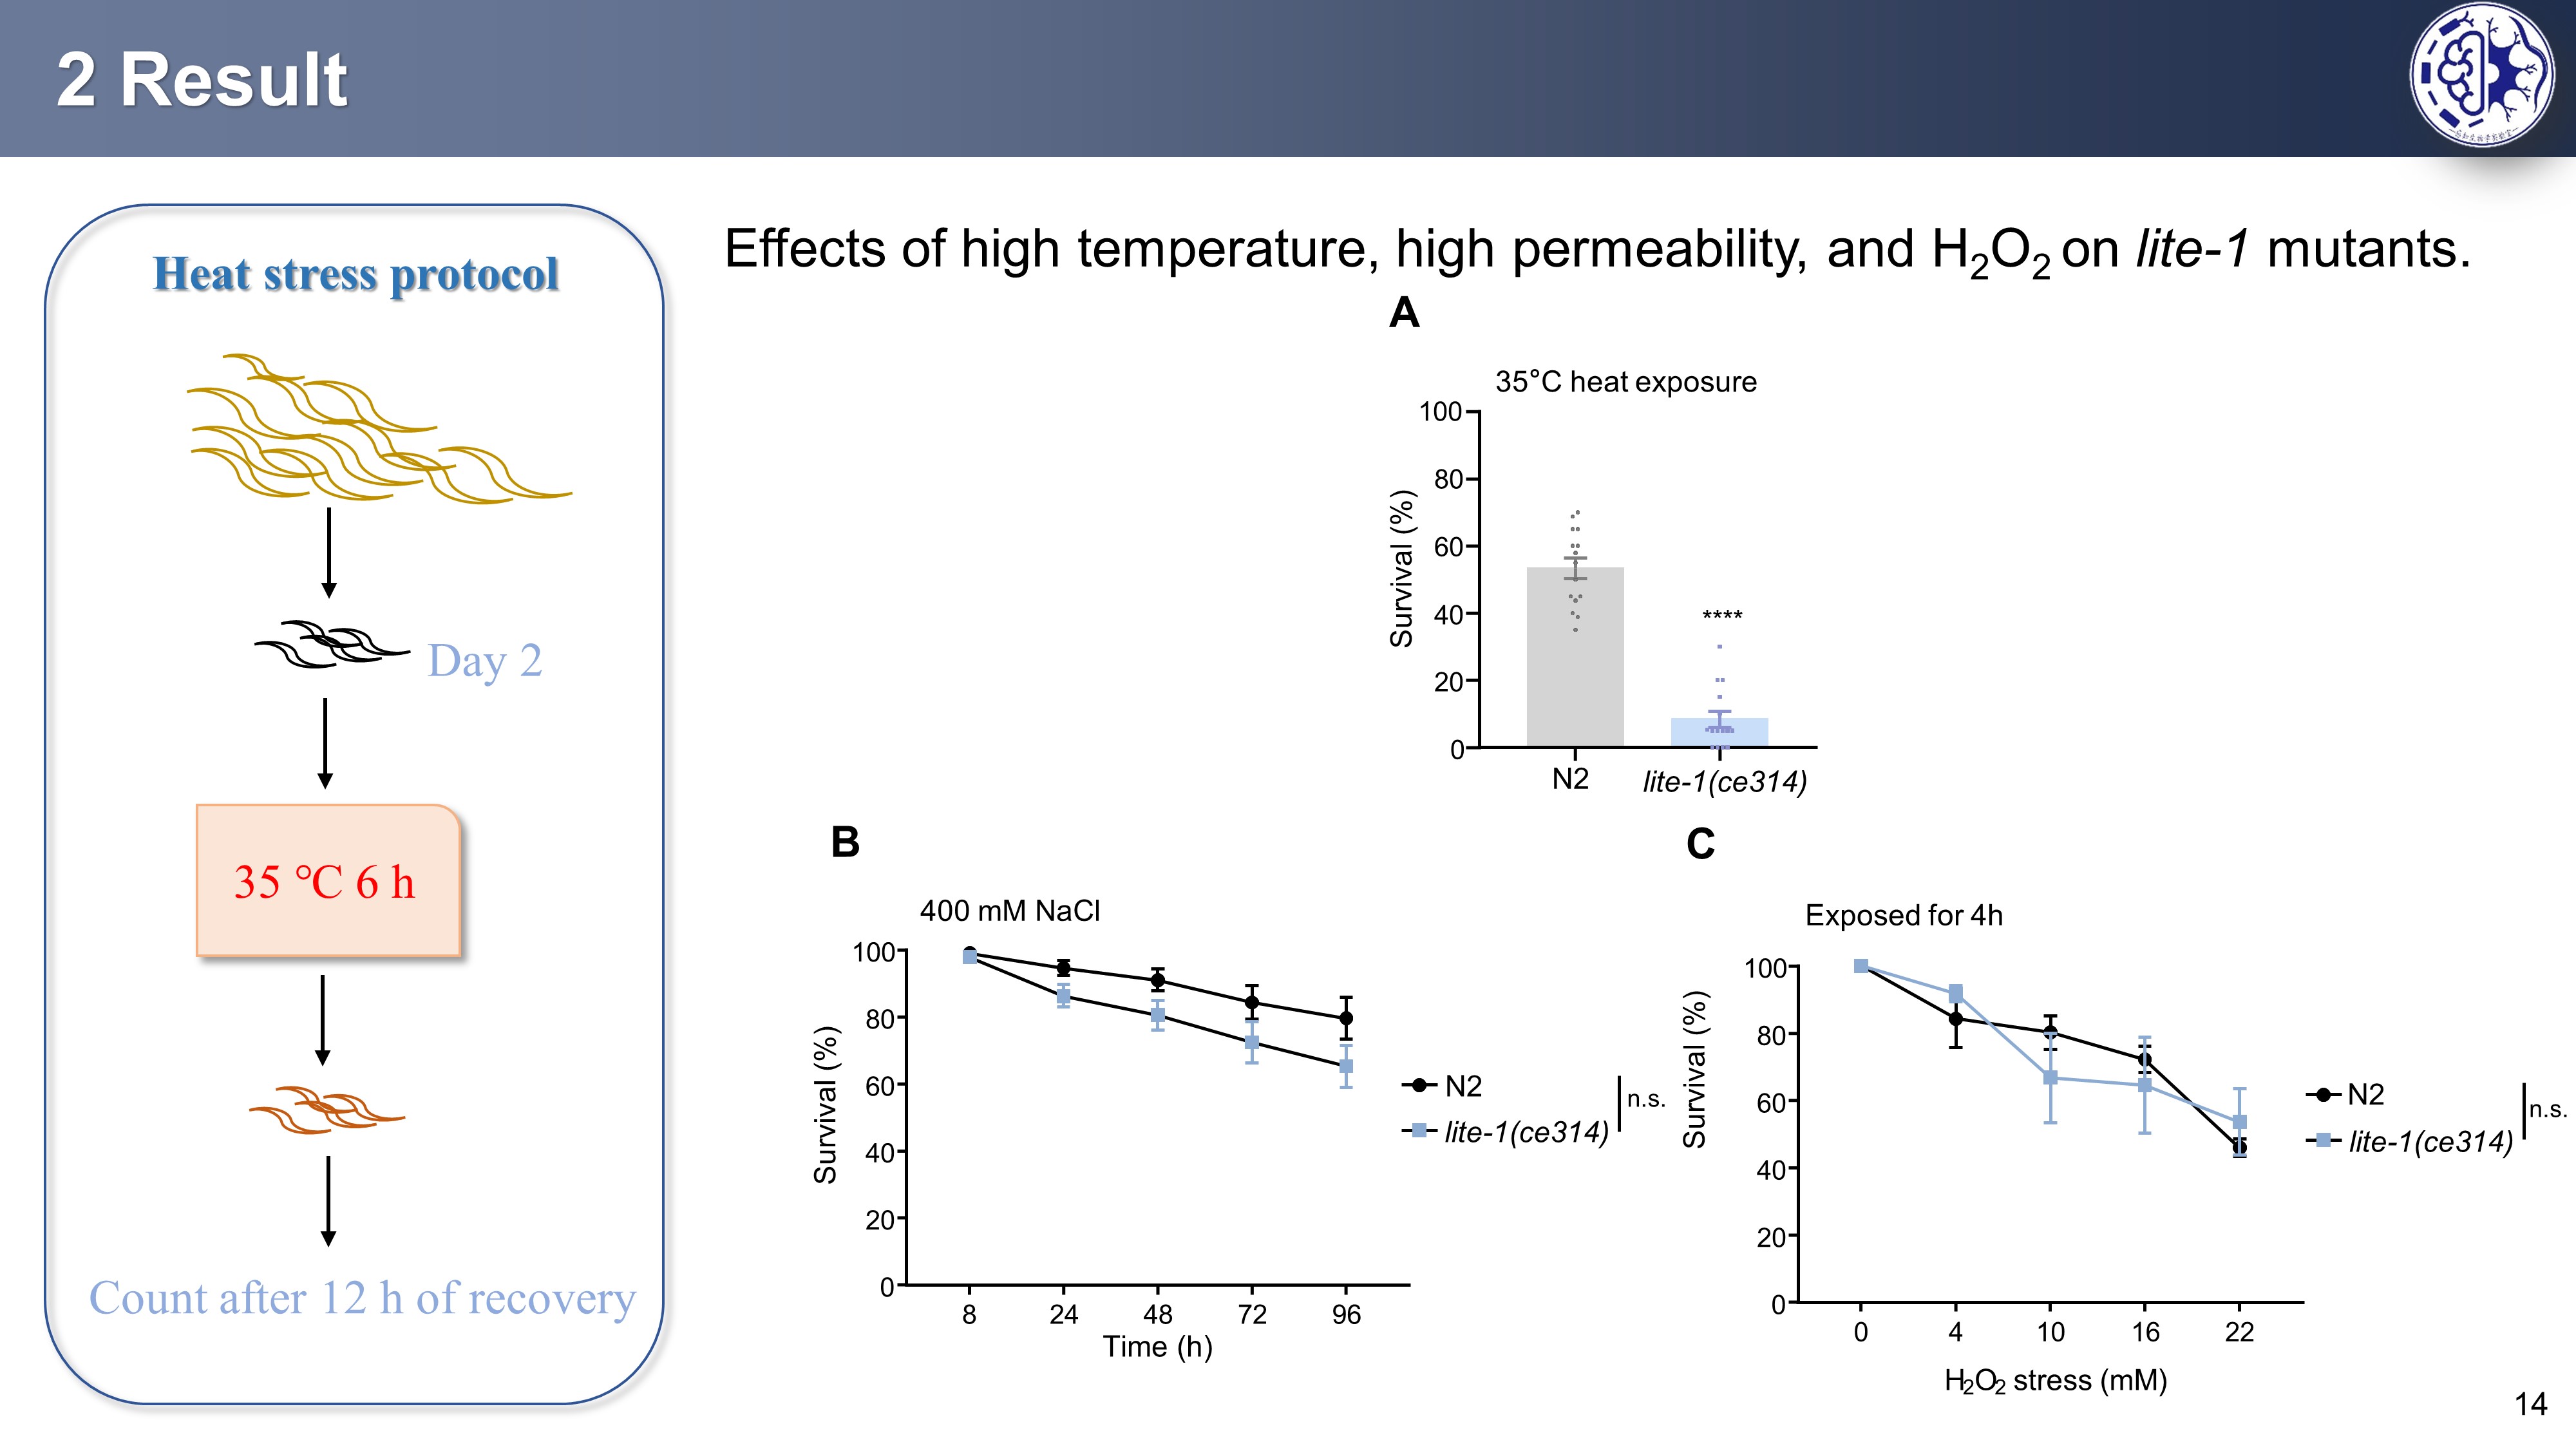 2 Result
Heat stress protocol
Day 2
35 ℃ 6 h
Count after 12 h of recovery
Effects of high temperature, high permeability, and H₂O₂ on lite-1 mutants.
A
35°C heat exposure
Survival (%)
100
80
60
40
20
0
****
N2
lite-1(ce314)
B
400 mM NaCl
Survival (%)
100
80
60
40
20
0
8 24 48 72 96
Time (h)
N2
lite-1(ce314)
n.s.
C
Exposed for 4h
Survival (%)
100
80
60
40
20
0
0 4 10 16 22
H₂O₂ stress (mM)
N2
lite-1(ce314)
n.s.
14